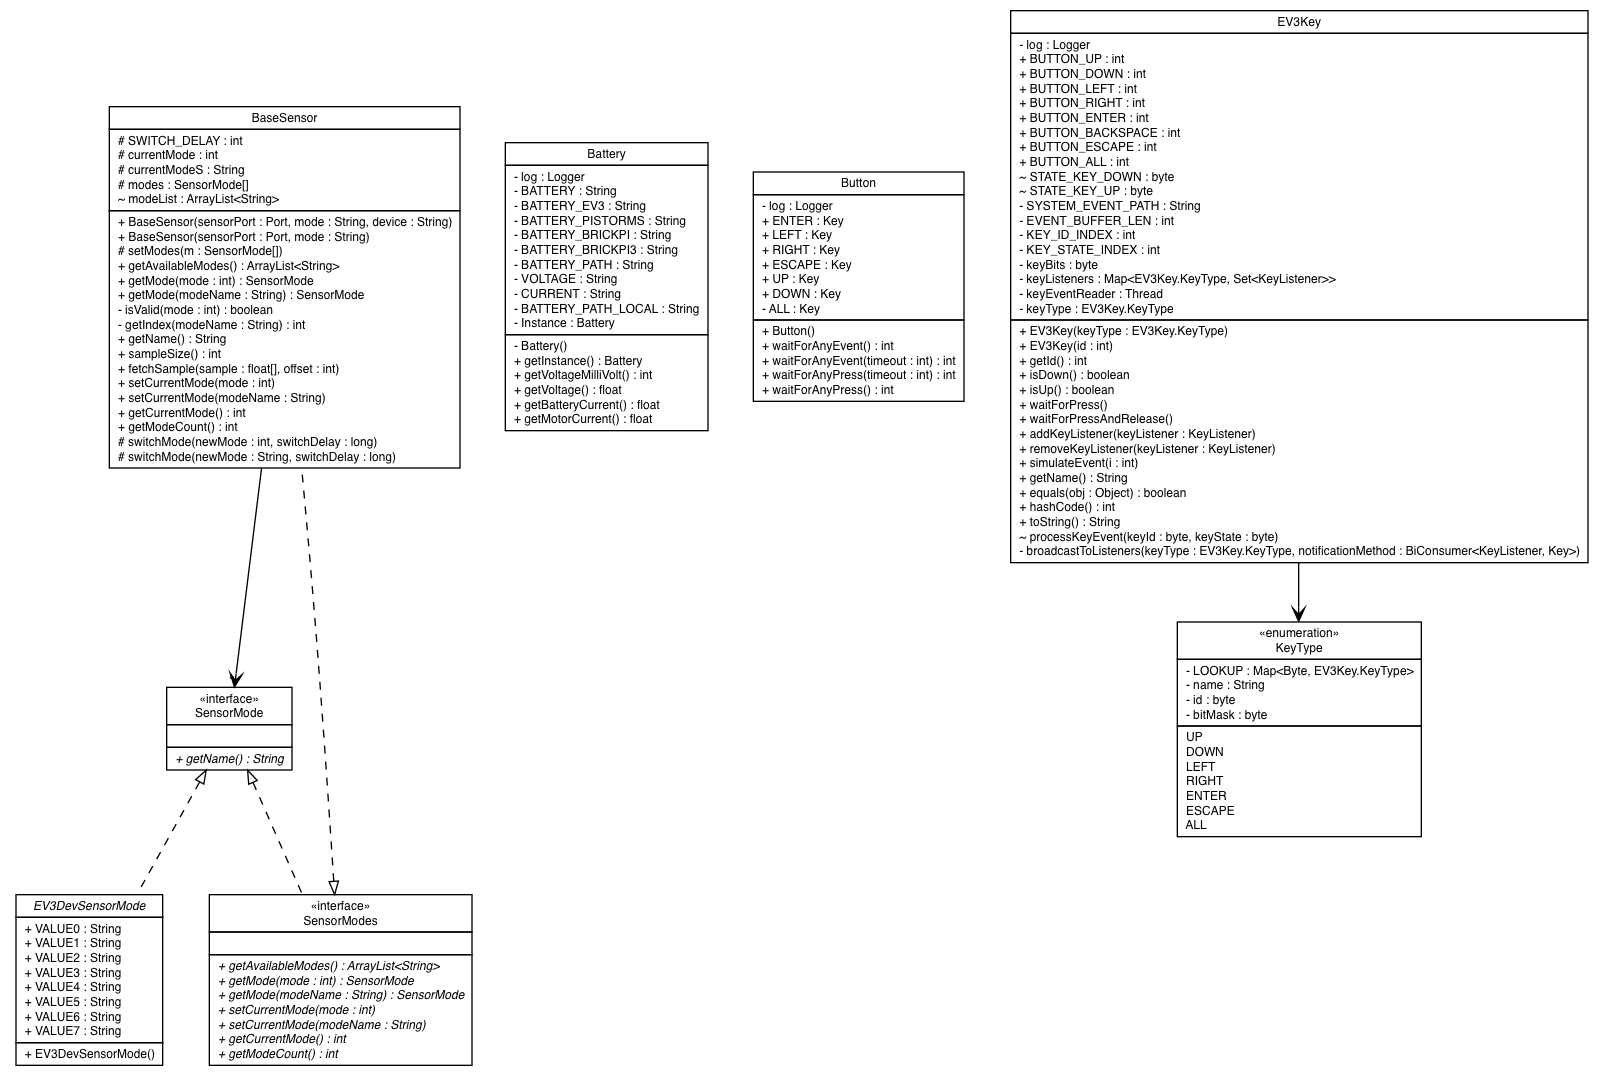 BaseSensor
# SWITCH_DELAY : int
# currentMode : int
# currentModeS : String
# modes : SensorMode[]
~ modeList : ArrayList<String>
+ BaseSensor(sensorPort : Port, mode : String, device : String)
+ BaseSensor(sensorPort : Port, mode : String)
# setModes(m : SensorMode[])
+ getAvailableModes() : ArrayList<String>
+ getMode(mode : int) : SensorMode
+ getMode(modeName : String) : SensorMode
- isValid(mode : int) : boolean
- getIndex(modeName : String) : int
+ getName() : String
+ sampleSize() : int
+ fetchSample(sample : float[], offset : int)
+ setCurrentMode(mode : int)
+ setCurrentMode(modeName : String)
+ getCurrentMode() : int
+ getModeCount() : int
# switchMode(newMode : int, switchDelay : long)
# switchMode(newMode : String, switchDelay : long)
Battery
- log : Logger
- BATTERY : String
- BATTERY_EV3 : String
- BATTERY_PISTORMS : String
- BATTERY_BRICKPI : String
- BATTERY_BRICKPI3 : String
- BATTERY_PATH : String
- VOLTAGE : String
- CURRENT : String
- BATTERY_PATH_LOCAL : String
- Instance : Battery
- Battery()
+ getInstance() : Battery
+ getVoltageMilliVolt() : int
+ getVoltage() : float
+ getBatteryCurrent() : float
+ getMotorCurrent() : float
Button
- log : Logger
+ ENTER : Key
+ LEFT : Key
+ RIGHT : Key
+ ESCAPE : Key
+ UP : Key
+ DOWN : Key
- ALL : Key
+ Button()
+ waitForAnyEvent() : int
+ waitForAnyEvent(timeout : int) : int
+ waitForAnyPress(timeout : int) : int
+ waitForAnyPress() : int
EV3Key
- log : Logger
+ BUTTON_UP : int
+ BUTTON_DOWN : int
+ BUTTON_LEFT : int
+ BUTTON_RIGHT : int
+ BUTTON_ENTER : int
+ BUTTON_BACKSPACE : int
+ BUTTON_ESCAPE : int
+ BUTTON_ALL : int
~ STATE_KEY_DOWN : byte
~ STATE_KEY_UP : byte
- SYSTEM_EVENT_PATH : String
- EVENT_BUFFER_LEN : int
- KEY_ID_INDEX : int
- KEY_STATE_INDEX : int
- keyBits : byte
- keyListeners : Map<EV3Key.KeyType, Set<KeyListener>>
- keyEventReader : Thread
- keyType : EV3Key.KeyType
+ EV3Key(keyType : EV3Key.KeyType)
+ EV3Key(id : int)
+ getId() : int
+ isDown() : boolean
+ isUp() : boolean
+ waitForPress()
+ waitForPressAndRelease()
+ addKeyListener(keyListener : KeyListener)
+ removeKeyListener(keyListener : KeyListener)
+ simulateEvent(i : int)
+ getName() : String
+ equals(obj : Object) : boolean
+ hashCode() : int
+ toString() : String
~ processKeyEvent(keyId : byte, keyState : byte)
- broadcastToListeners(keyType : EV3Key.KeyType, notificationMethod : BiConsumer<KeyListener, Key>)
«enumeration»
KeyType
- LOOKUP : Map<Byte, EV3Key.KeyType>
- name : String
- id : byte
- bitMask : byte
UP
DOWN
LEFT
RIGHT
ENTER
ESCAPE
ALL
«interface»
SensorMode
+ getName() : String
EV3DevSensorMode
+ VALUE0 : String
+ VALUE1 : String
+ VALUE2 : String
+ VALUE3 : String
+ VALUE4 : String
+ VALUE5 : String
+ VALUE6 : String
+ VALUE7 : String
+ EV3DevSensorMode()
«interface»
SensorModes
+ getAvailableModes() : ArrayList<String>
+ getMode(mode : int) : SensorMode
+ getMode(modeName : String) : SensorMode
+ setCurrentMode(mode : int)
+ setCurrentMode(modeName : String)
+ getCurrentMode() : int
+ getModeCount() : int